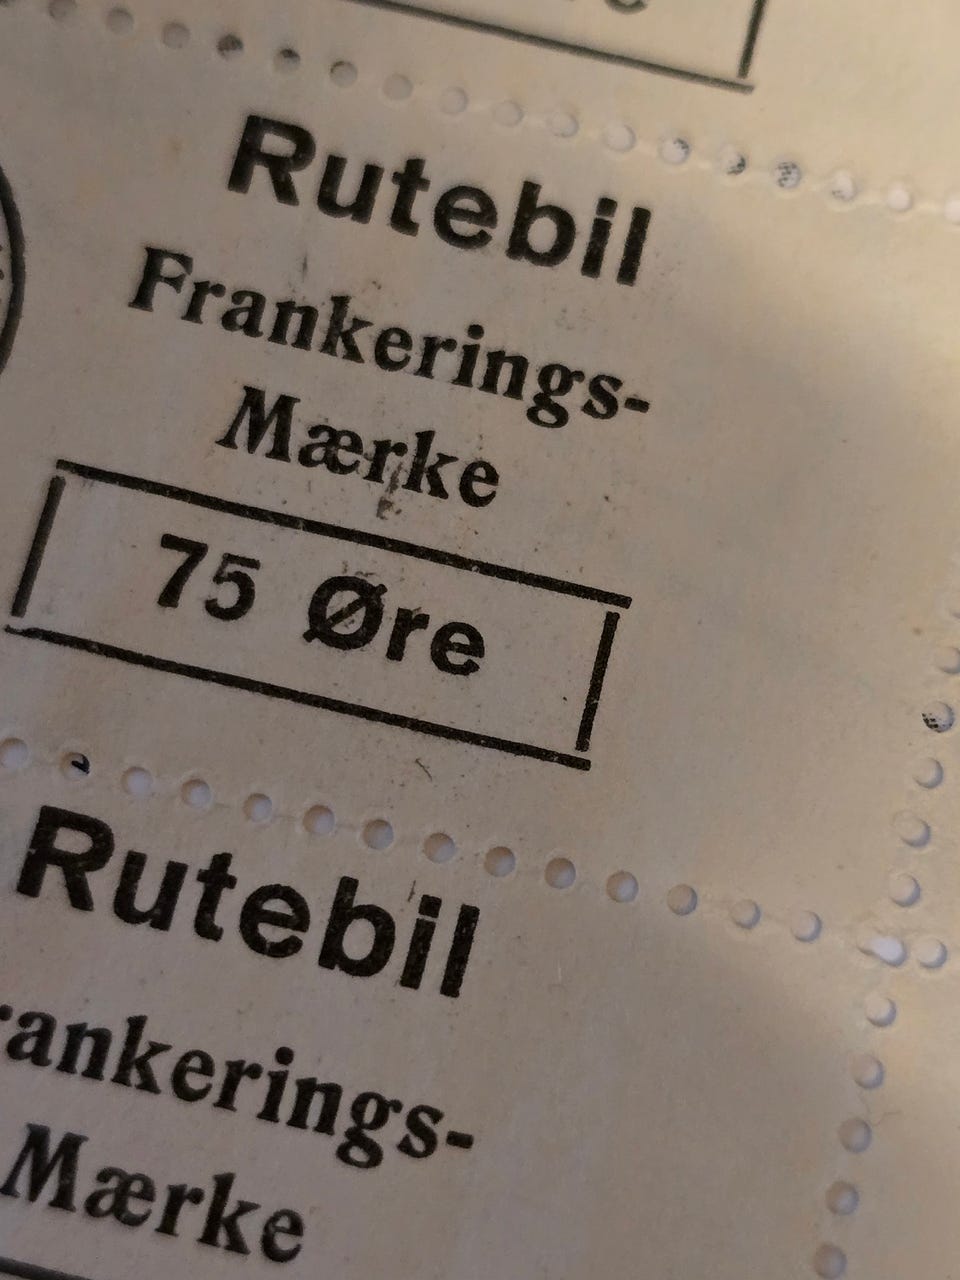 Rutebil
Frankerings-
Mærke
75 Øre
Rutebil
rankerings-
Mærke